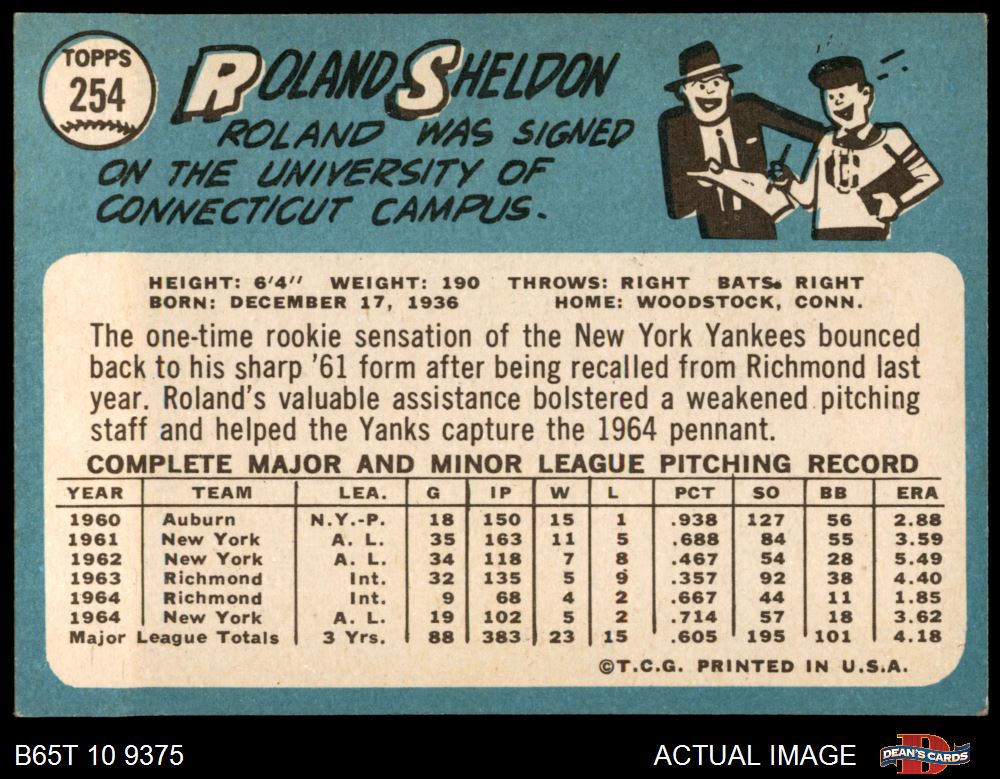 TOPPS
254
ROLAND SHELDON
ROLAND WAS SIGNED
ON THE UNIVERSITY OF
CONNECTICUT CAMPUS.
HEIGHT: 6'4" WEIGHT: 190 THROWS: RIGHT BATS: RIGHT
BORN: DECEMBER 17, 1936 HOME: WOODSTOCK, CONN.
The one-time rookie sensation of the New York Yankees bounced
back to his sharp '61 form after being recalled from Richmond last
year. Roland's valuable assistance bolstered a weakened pitching
staff and helped the Yanks capture the 1964 pennant.
COMPLETE MAJOR AND MINOR LEAGUE PITCHING RECORD
YEAR TEAM LEA. G IP W L PCT SO BB ERA
1960 Auburn N.Y.-P. 18 150 15 1 .938 127 56 2.88
1961 New York A. L. 35 163 11 5 .688 84 55 3.59
1962 New York A. L. 34 118 7 8 .467 54 28 5.49
1963 Richmond Int. 32 135 5 9 .357 92 38 4.40
1964 Richmond Int. 9 68 4 2 .667 44 11 1.85
1964 New York A. L. 19 102 5 2 .714 57 18 3.62
Major League Totals 3 Yrs. 88 383 23 15 .605 195 101 4.18
©T.C.G. PRINTED IN U.S.A.
B65T 10 9375 ACTUAL IMAGE DEAN'S CARDS